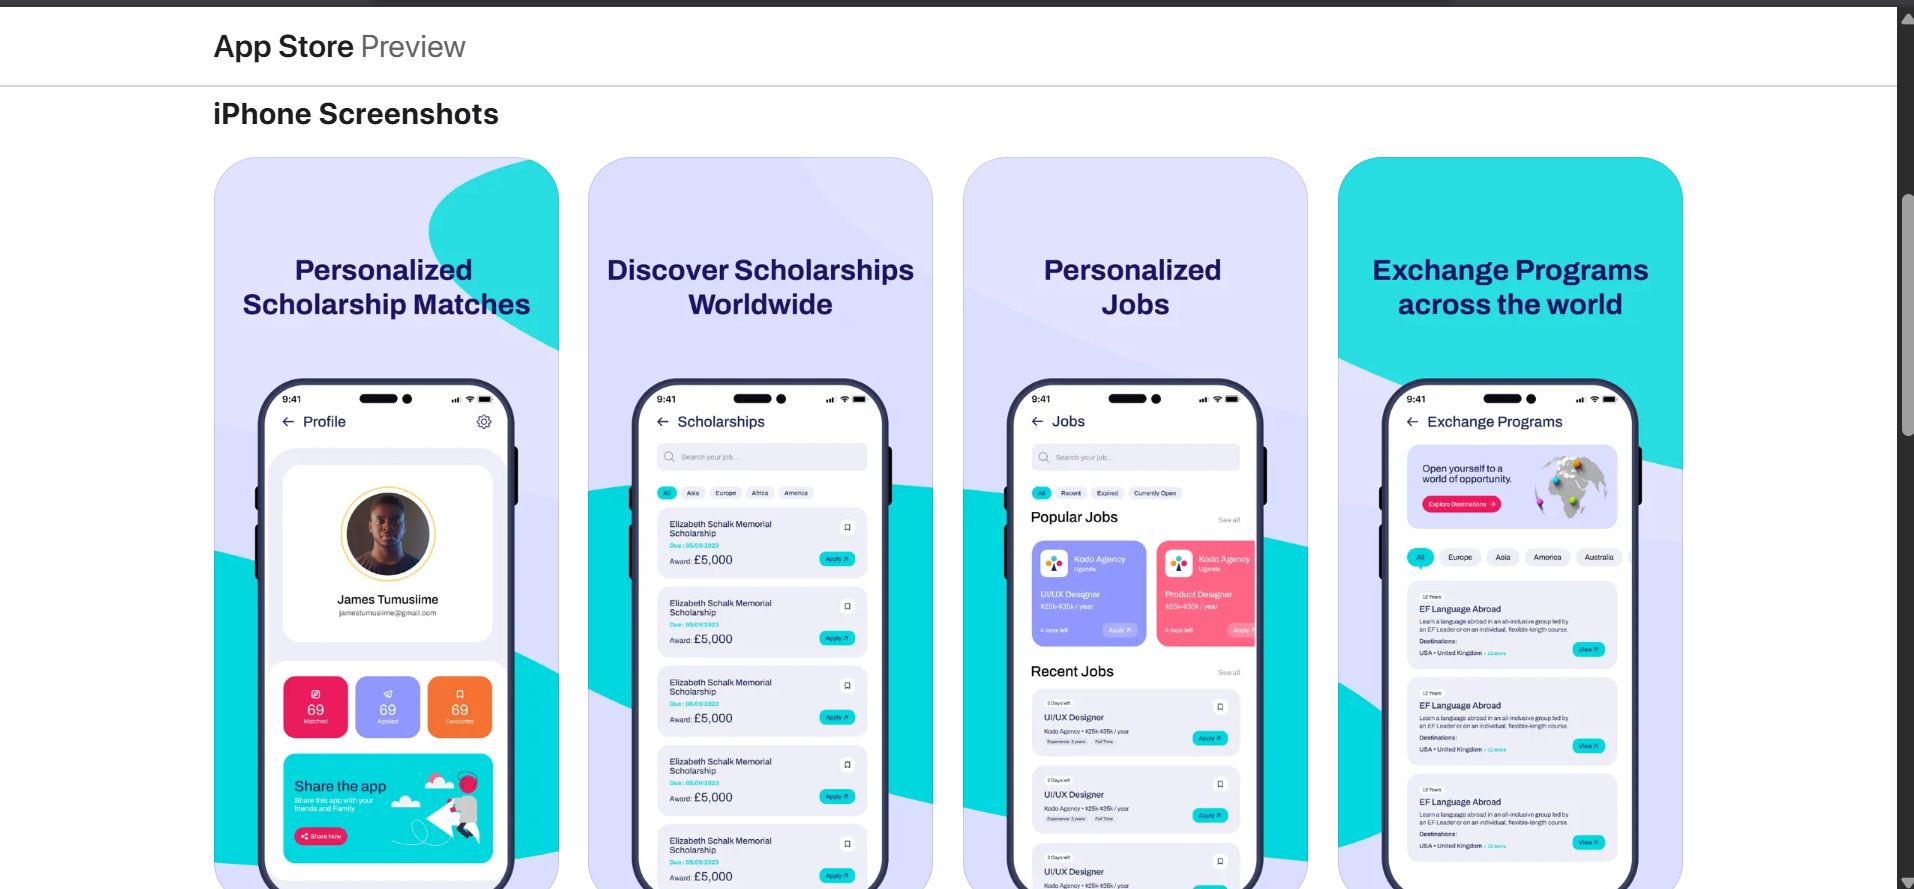 App Store Preview
iPhone Screenshots
Personalized
Scholarship Matches
9:41
Profile
James Tumusiime
jamestumusiime@gmail.com
69
Matched
69
Applied
69
Favourites
Share the app
Share this app with your
friends and Family
Share Now
Discover Scholarships
Worldwide
9:41
Scholarships
Search your job...
All
Asia
Europe
Africa
America
Elizabeth Schalk Memorial
Scholarship
Due : 05/09/2023
Award: £5,000
Apply
Elizabeth Schalk Memorial
Scholarship
Due : 05/09/2023
Award: £5,000
Apply
Elizabeth Schalk Memorial
Scholarship
Due : 05/09/2023
Award: £5,000
Apply
Elizabeth Schalk Memorial
Scholarship
Due : 05/09/2023
Award: £5,000
Apply
Elizabeth Schalk Memorial
Scholarship
Due : 05/09/2023
Award: £5,000
Apply
Personalized
Jobs
9:41
Jobs
Search your job...
All
Recent
Expired
Currently Open
Popular Jobs
See all
Kodo Agency
Uganda
UI/UX Designer
$25k-$35k / year
4 days left
Apply
Kodo Agency
Uganda
Product Designer
$25k-$35k / year
4 days left
Apply
Recent Jobs
See all
2 Days left
UI/UX Designer
Kodo Agency • $25k-$35k / year
Experience: 3 years
Full Time
Apply
2 Days left
UI/UX Designer
Kodo Agency • $25k-$35k / year
Experience: 3 years
Full Time
Apply
2 Days left
UI/UX Designer
Kodo Agency • $25k-$35k / year
Exchange Programs
across the world
9:41
Exchange Programs
Open yourself to a
world of opportunity.
Explore Destinations
All
Europe
Asia
America
Australia
12 Years
EF Language Abroad
Learn a language abroad in an all-inclusive group led by
an EF Leader or on an individual, flexible-length course.
Destinations:
USA • United Kingdom + 12 more
View
12 Years
EF Language Abroad
Learn a language abroad in an all-inclusive group led by
an EF Leader or on an individual, flexible-length course.
Destinations:
USA • United Kingdom + 12 more
View
12 Years
EF Language Abroad
Learn a language abroad in an all-inclusive group led by
an EF Leader or on an individual, flexible-length course.
Destinations:
USA • United Kingdom + 12 more
View